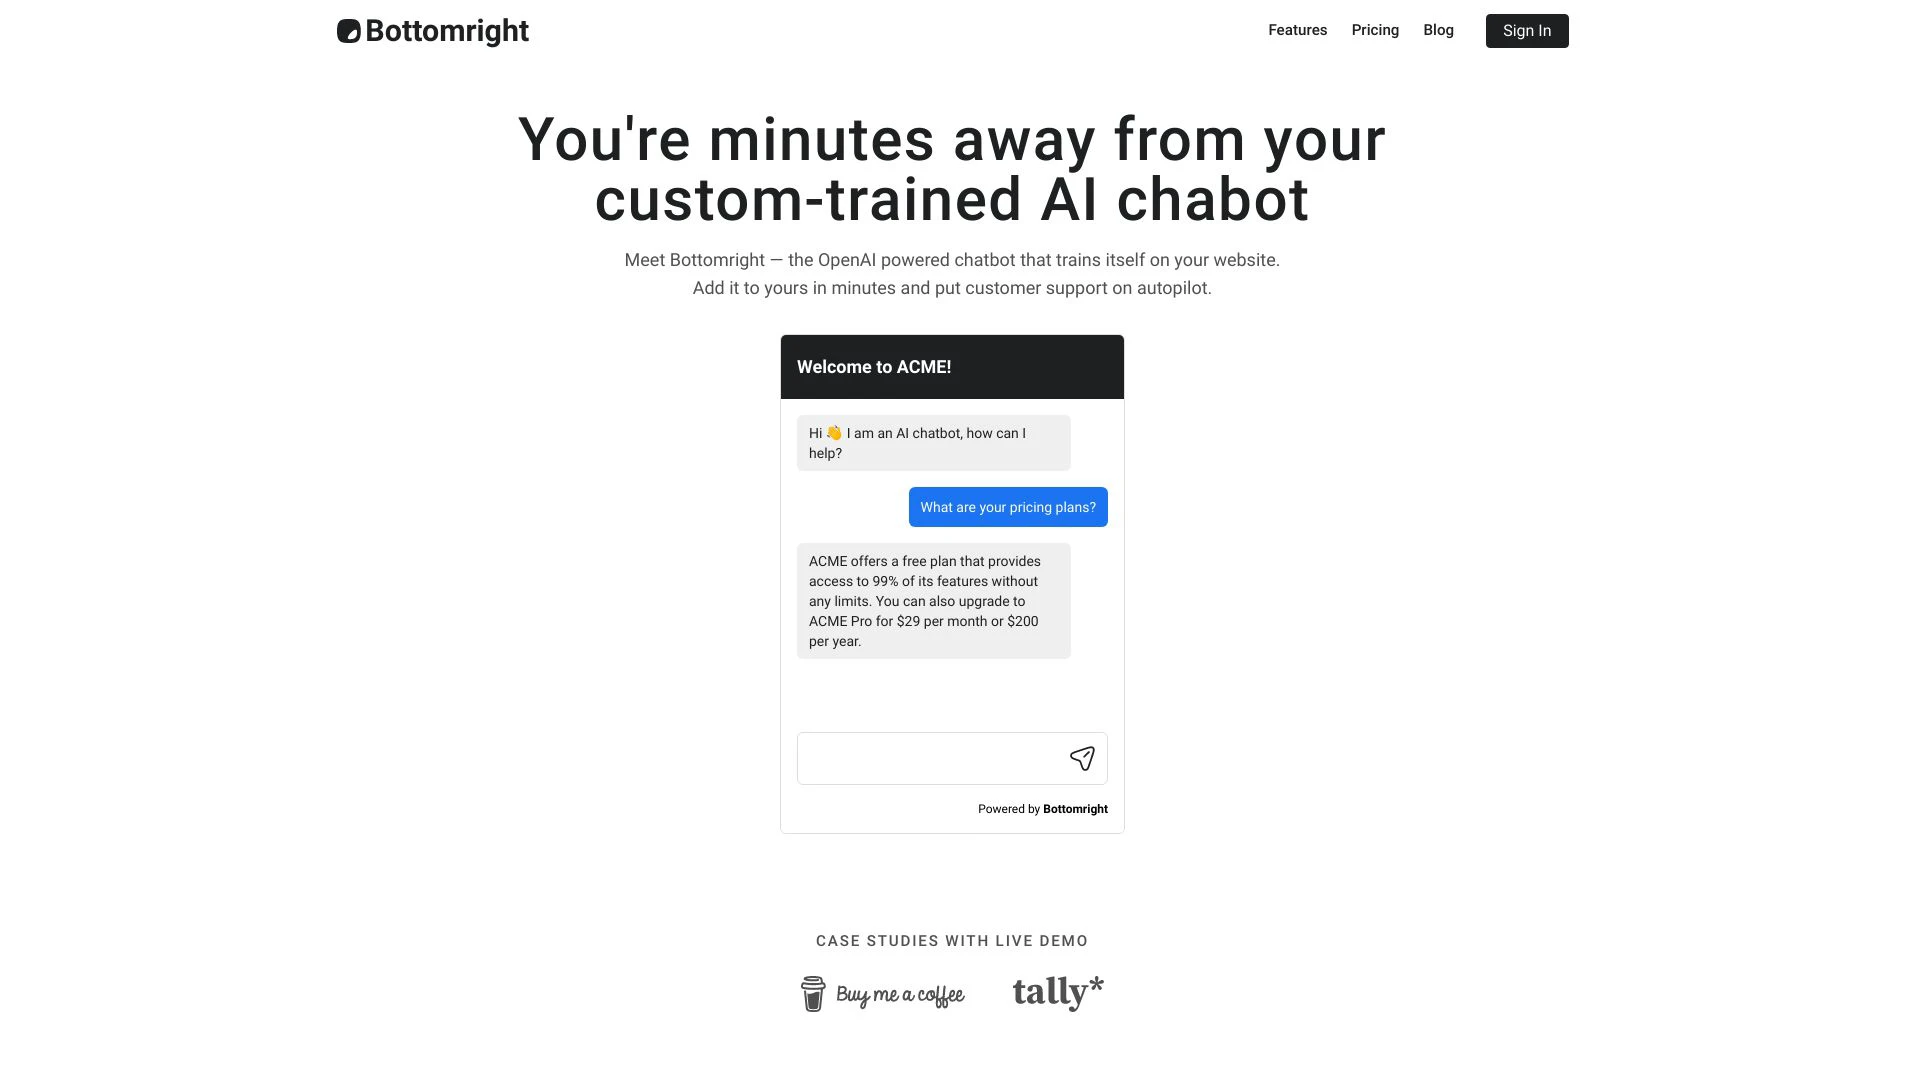 Bottomright
Features
Pricing
Blog
Sign In
You're minutes away from your
custom-trained AI chabot
Meet Bottomright — the OpenAI powered chatbot that trains itself on your website.
Add it to yours in minutes and put customer support on autopilot.
Welcome to ACME!
Hi 👋 I am an AI chatbot, how can I
help?
What are your pricing plans?
ACME offers a free plan that provides
access to 99% of its features without
any limits. You can also upgrade to
ACME Pro for $29 per month or $200
per year.
Powered by Bottomright
CASE STUDIES WITH LIVE DEMO
Buy me a coffee
tally*